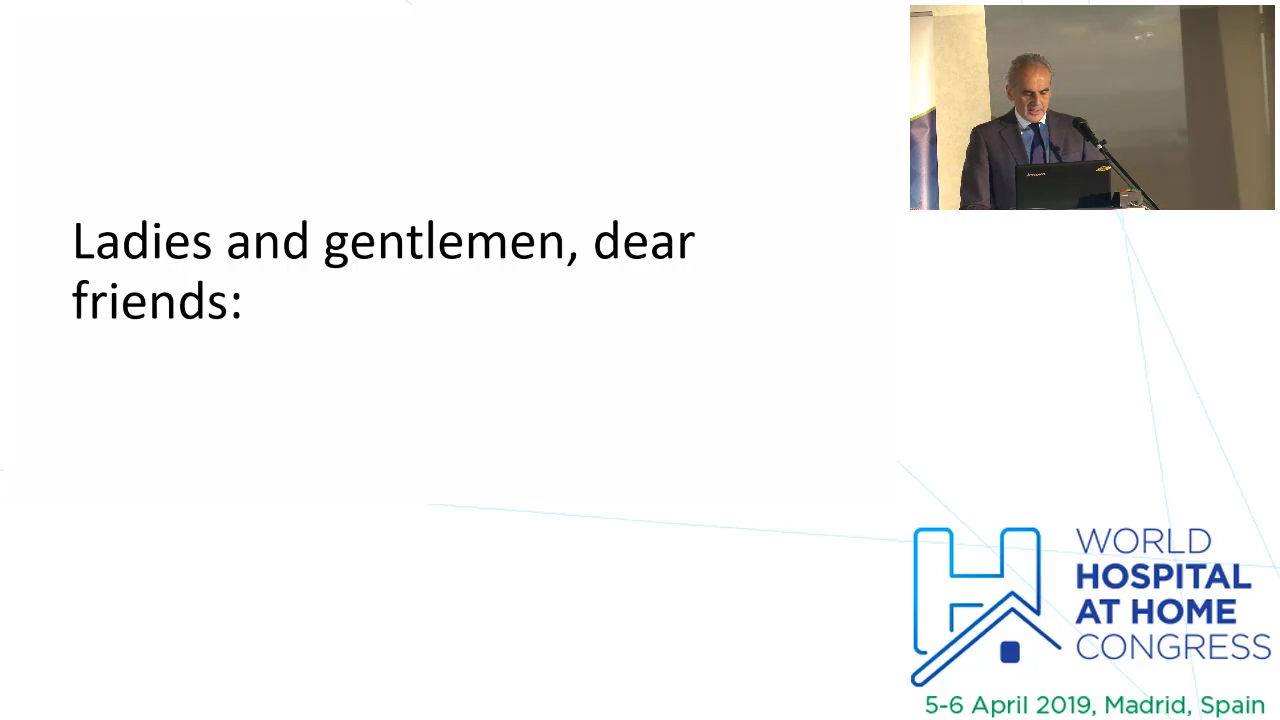 Ladies and gentlemen, dear
friends:
WORLD
HOSPITAL
AT HOME
CONGRESS
5-6 April 2019, Madrid, Spain